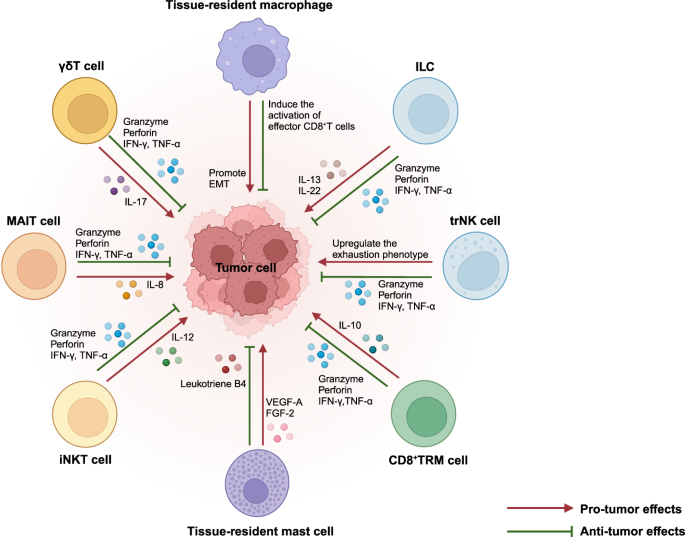 Tissue-resident macrophage
γδT cell
ILC
Granzyme
Perforin
IFN-γ, TNF-α
IL-17
Induce the
activation of
effector CD8⁺T cells
Promote
EMT
IL-13
IL-22
Granzyme
Perforin
IFN-γ, TNF-α
MAIT cell
Granzyme
Perforin
IFN-γ, TNF-α
IL-8
Tumor cell
trNK cell
Upregulate the
exhaustion phenotype
Granzyme
Perforin
IFN-γ, TNF-α
Granzyme
Perforin
IFN-γ, TNF-α
IL-12
iNKT cell
Leukotriene B4
VEGF-A
FGF-2
IL-10
Granzyme
Perforin
IFN-γ,TNF-α
CD8⁺TRM cell
Tissue-resident mast cell
Pro-tumor effects
Anti-tumor effects